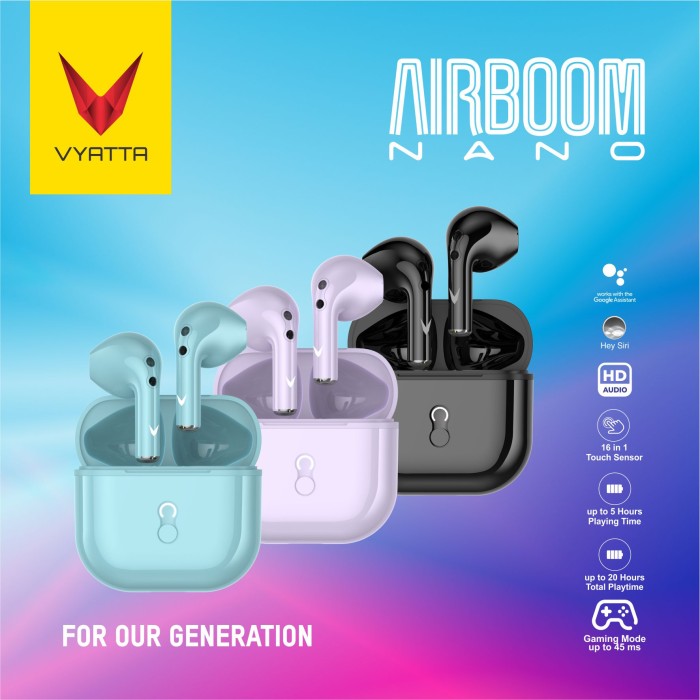 VYATTA
AIRBOOM
NANO
works with the
Google Assistant
Hey Siri
HD
AUDIO
16 in 1
Touch Sensor
up to 5 Hours
Playing Time
up to 20 Hours
Total Playtime
Gaming Mode
up to 45 ms
FOR OUR GENERATION